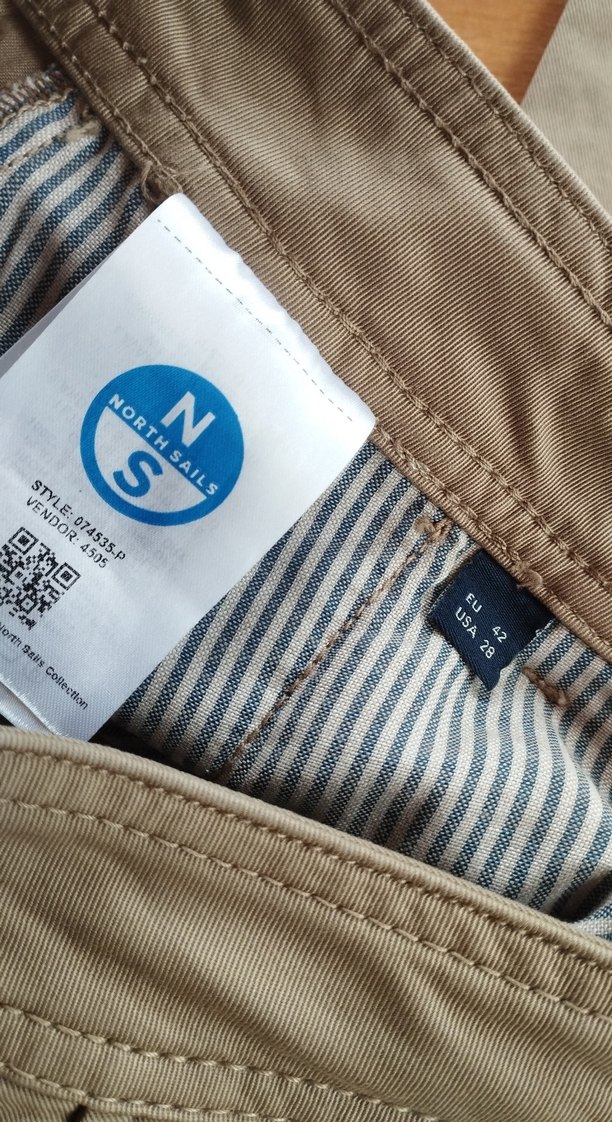 N
NORTH SAILS
S
STYLE: 074535-P
VENDOR: 4505
North Sails Collection
EU 42
USA 28